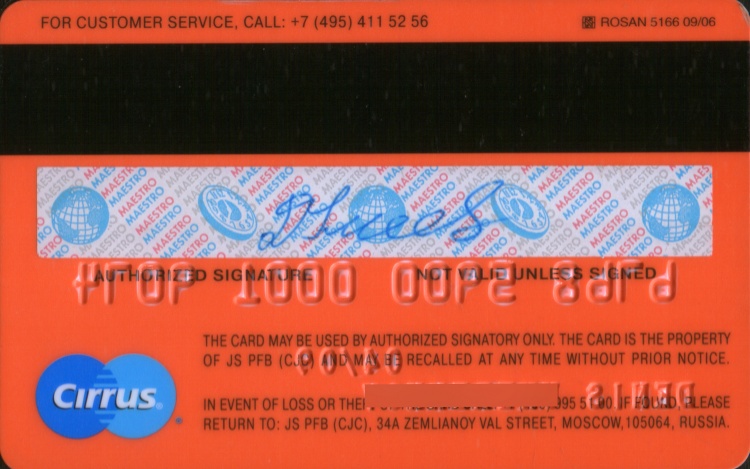 FOR CUSTOMER SERVICE, CALL: +7 (495) 411 52 56
ROSAN 5166 09/06
MAESTRO MAESTRO MAESTRO
AUTHORIZED SIGNATURE NOT VALID UNLESS SIGNED
THE CARD MAY BE USED BY AUTHORIZED SIGNATORY ONLY. THE CARD IS THE PROPERTY
OF JS PFB (CJC) AND MAY BE RECALLED AT ANY TIME WITHOUT PRIOR NOTICE.
Cirrus
IN EVENT OF LOSS OR IF FOUND, PLEASE
RETURN TO: JS PFB (CJC), 34A ZEMLIANOY VAL STREET, MOSCOW,105064, RUSSIA.